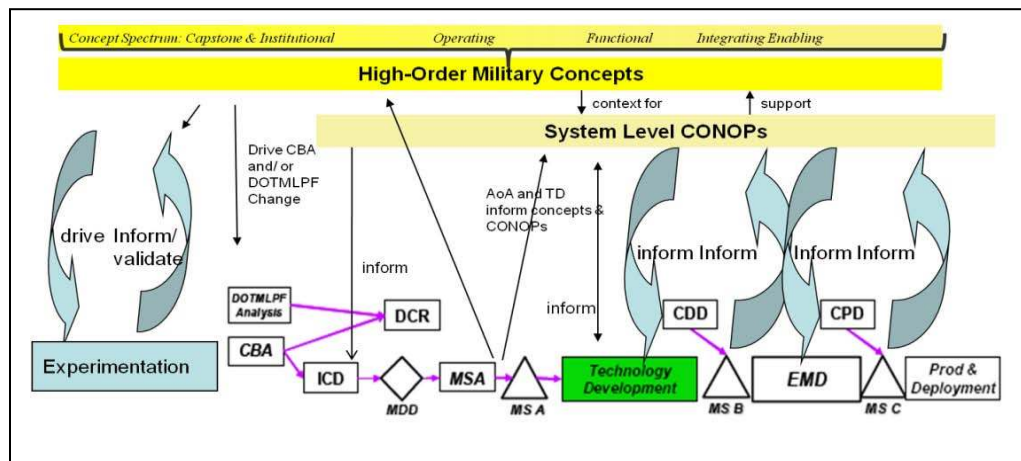 Concept Spectrum: Capstone & Institutional Operating Functional Integrating Enabling
High-Order Military Concepts
context for
support
System Level CONOPs
Drive CBA
and/ or
DOTMLPF
Change
AoA and TD
inform concepts &
CONOPs
drive Inform/
validate
inform
inform Inform
Inform Inform
inform
DOTMLPF
Analysis
DCR
CDD
CPD
CBA
Experimentation
ICD
MSA
Technology
Development
EMD
Prod &
Deployment
MDD
MS A
MS B
MS C